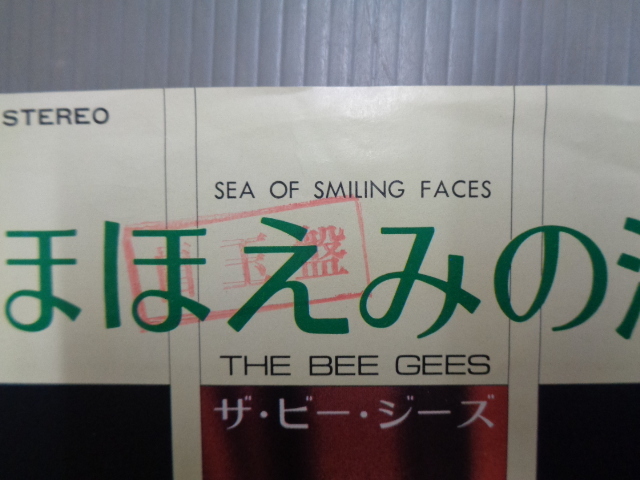 STEREO
SEA OF SMILING FACES
ほほえみの海
THE BEE GEES
ザ・ビー・ジーズ